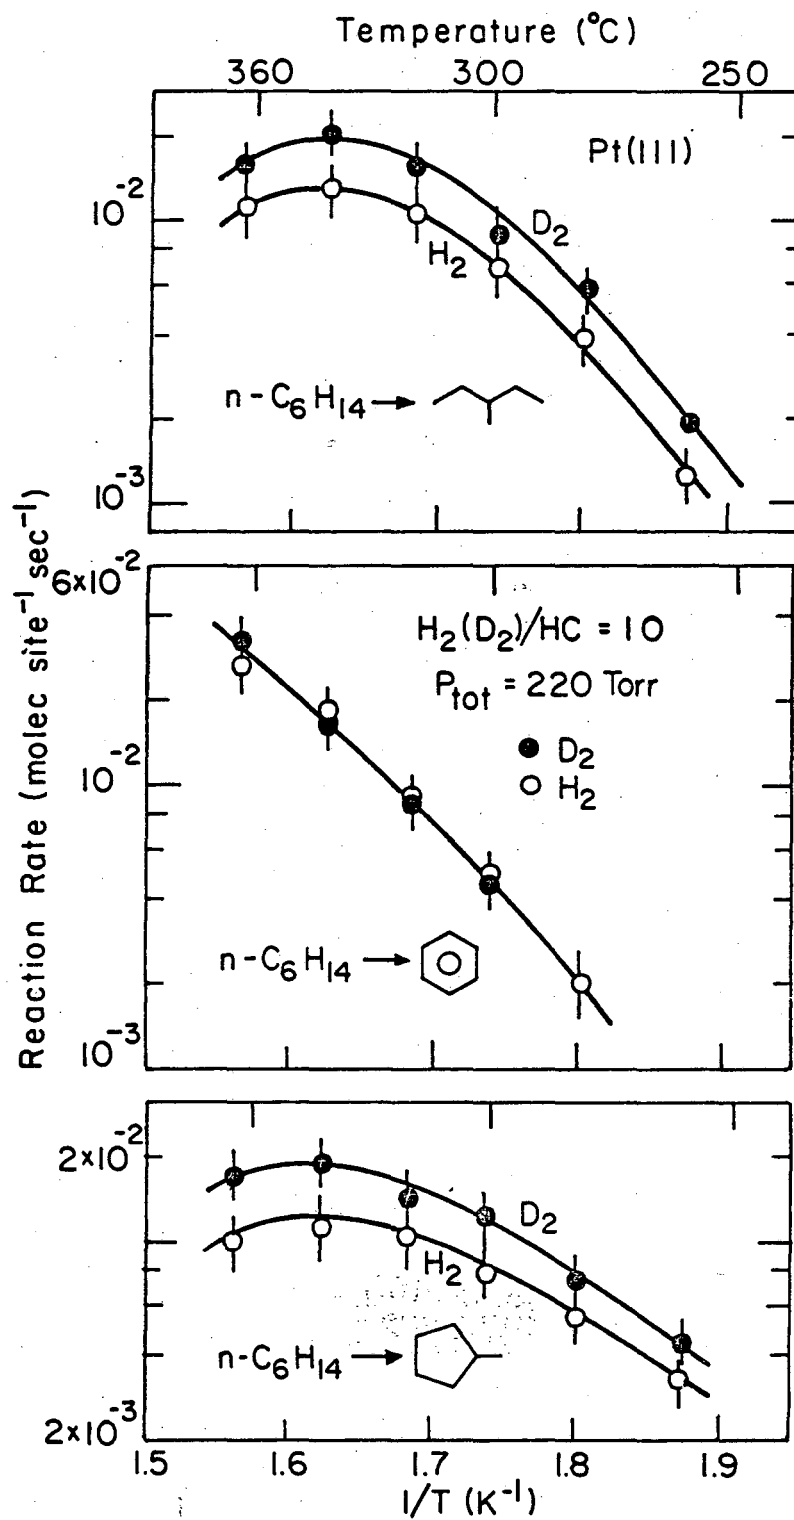 Temperature (°C)
360 300 250
Pt(111)
10⁻²
D₂
H₂
n-C₆H₁₄
10⁻³
Reaction Rate (molec site⁻¹ sec⁻¹)
6×10⁻²
H₂(D₂)/HC = 10
Pₜₒₜ = 220 Torr
D₂
H₂
10⁻²
n-C₆H₁₄
10⁻³
2×10⁻²
D₂
H₂
n-C₆H₁₄
2×10⁻³
1.5 1.6 1.7 1.8 1.9
1/T (K⁻¹)